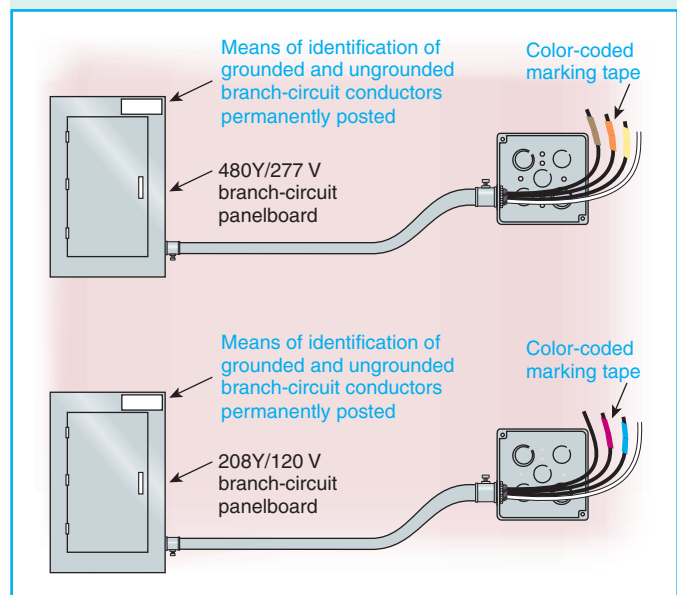 Means of identification of
grounded and ungrounded
branch-circuit conductors
permanently posted
Color-coded
marking tape
480Y/277 V
branch-circuit
panelboard
Means of identification of
grounded and ungrounded
branch-circuit conductors
permanently posted
Color-coded
marking tape
208Y/120 V
branch-circuit
panelboard